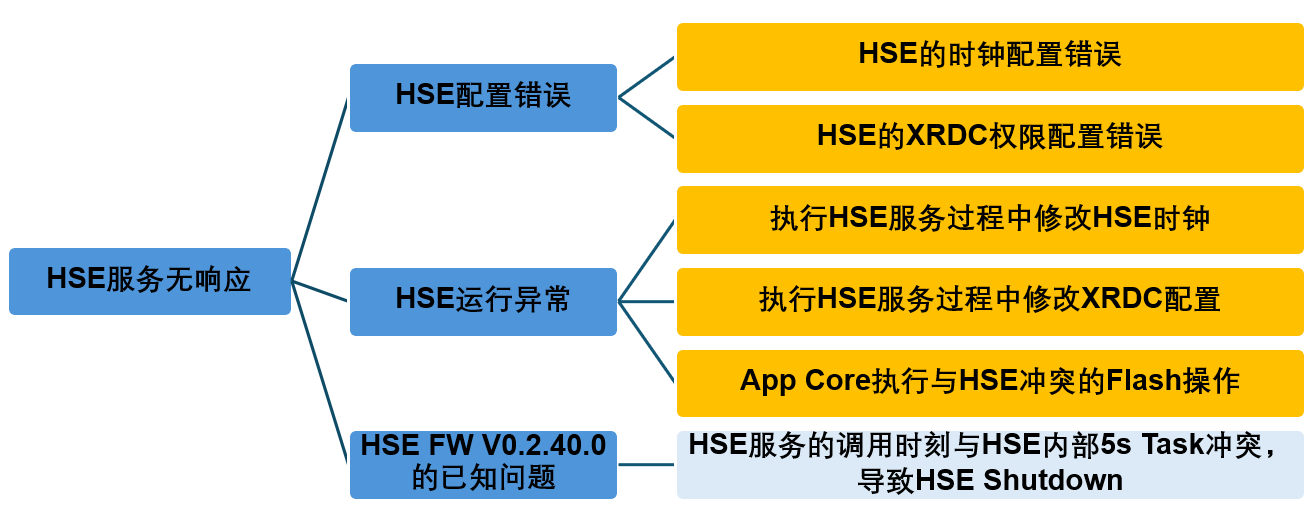 HSE服务无响应
HSE配置错误
HSE的时钟配置错误
HSE的XRDC权限配置错误
HSE运行异常
执行HSE服务过程中修改HSE时钟
执行HSE服务过程中修改XRDC配置
App Core执行与HSE冲突的Flash操作
HSE FW V0.2.40.0
的已知问题
HSE服务的调用时刻与HSE内部5s Task冲突，
导致HSE Shutdown